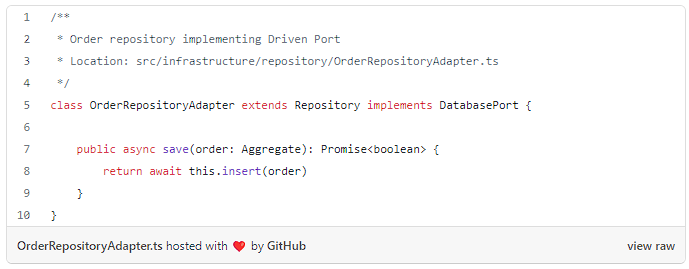 1 /**
2  * Order repository implementing Driven Port
3  * Location: src/infrastructure/repository/OrderRepositoryAdapter.ts
4  */
5 class OrderRepositoryAdapter extends Repository implements DatabasePort {
6
7     public async save(order: Aggregate): Promise<boolean> {
8         return await this.insert(order)
9     }
10 }
OrderRepositoryAdapter.ts hosted with ❤ by GitHub view raw